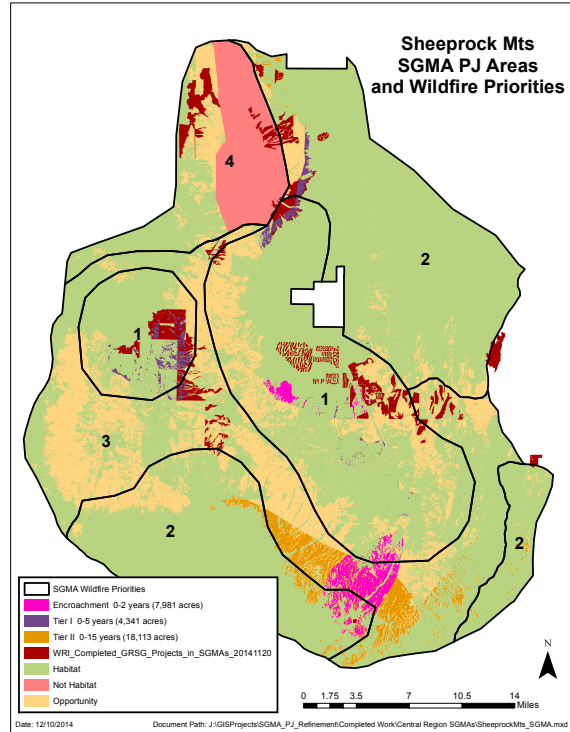 Sheeprock Mts
SGMA PJ Areas
and Wildfire Priorities
4
2
1
1
3
2
2
SGMA Wildfire Priorities
Encroachment 0-2 years (7,981 acres)
Tier I 0-5 years (4,341 acres)
Tier II 0-15 years (18,113 acres)
WRI_Completed_GRSG_Projects_in_SGMAs_20141120
Habitat
Not Habitat
Opportunity
0 1.75 3.5 7 10.5 14
Miles
N
Date: 12/10/2014 Document Path: J:\GISProjects\SGMA_PJ_Refinement\Completed Work\Central Region SGMAs\SheeprockMts_SGMA.mxd